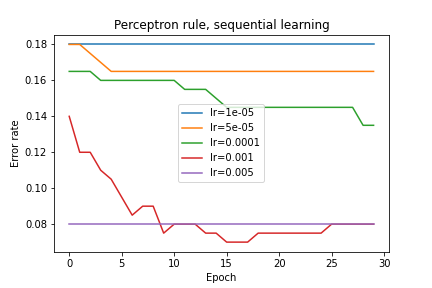 Perceptron rule, sequential learning
0.18
0.16
0.14
0.12
0.10
0.08
Error rate
lr=1e-05
lr=5e-05
lr=0.0001
lr=0.001
lr=0.005
0 5 10 15 20 25 30
Epoch